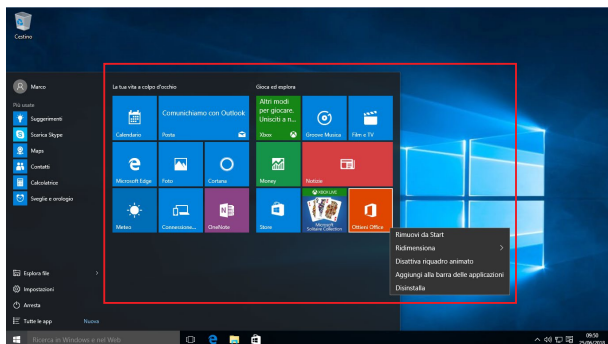 Cestino
Marco
Più usate
Suggerimenti
Scarica Skype
Maps
Contatti
Calcolatrice
Sveglie e orologio
Esplora file
Impostazioni
Arresta
Tutte le app
Nuova
La tua vita a colpo d'occhio
Calendario
Comunichiamo con Outlook
Posta
Microsoft Edge
Foto
Cortana
Meteo
Connessione...
OneNote
Gioca ed esplora
Altri modi
per giocare.
Unisciti a n...
Xbox
Groove Musica
Film e TV
Money
Notizie
Store
XBOX LIVE
Microsoft
Solitaire Collection
Ottieni Office
Rimuovi da Start
Ridimensiona
Disattiva riquadro animato
Aggiungi alla barra delle applicazioni
Disinstalla
Ricerca in Windows e nel Web
09:50